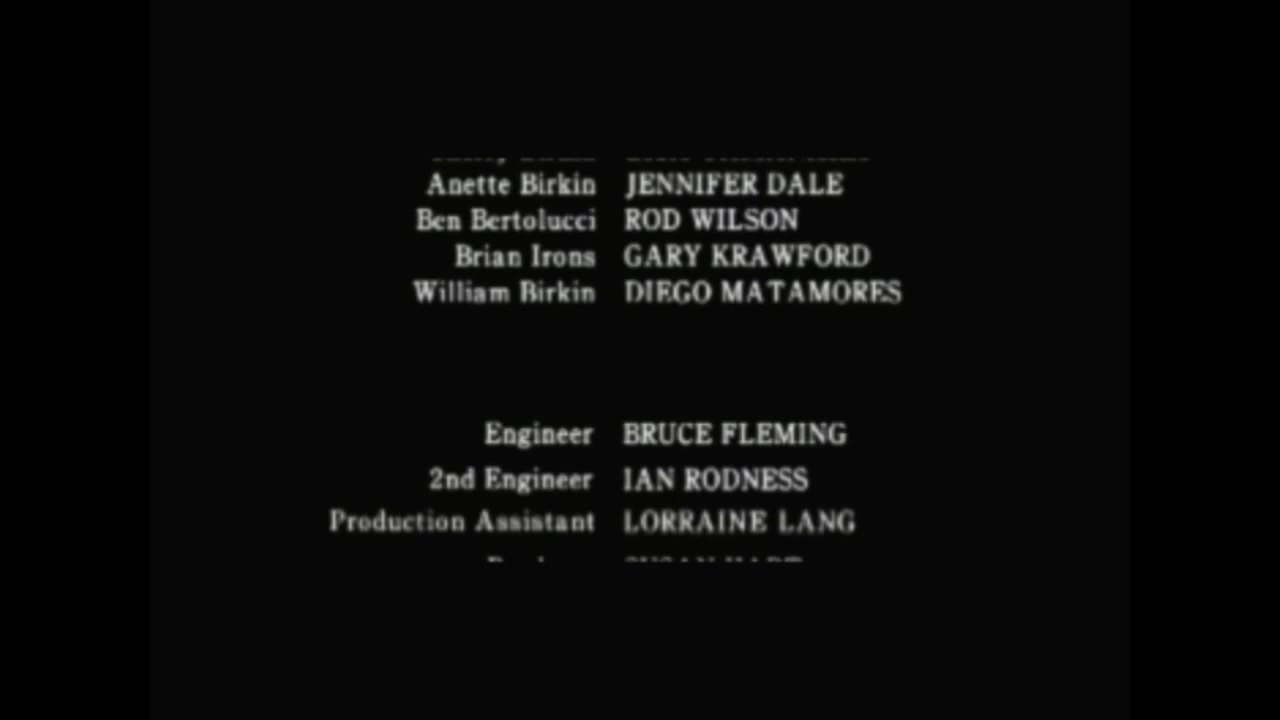 Anette Birkin JENNIFER DALE
Ben Bertolucci ROD WILSON
Brian Irons GARY KRAWFORD
William Birkin DIEGO MATAMORES
Engineer BRUCE FLEMING
2nd Engineer IAN RODNESS
Production Assistant LORRAINE LANG